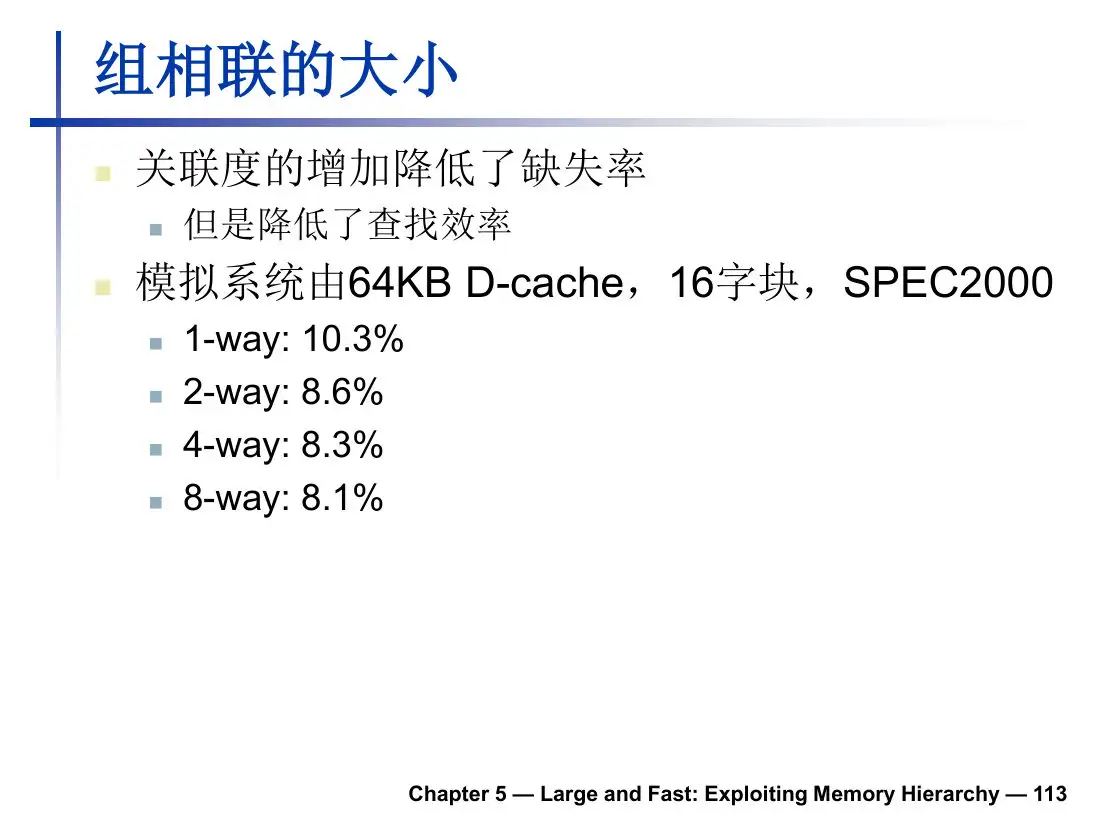 组相联的大小
关联度的增加降低了缺失率
但是降低了查找效率
模拟系统由64KB D-cache，16字块，SPEC2000
1-way: 10.3%
2-way: 8.6%
4-way: 8.3%
8-way: 8.1%
Chapter 5 — Large and Fast: Exploiting Memory Hierarchy — 113